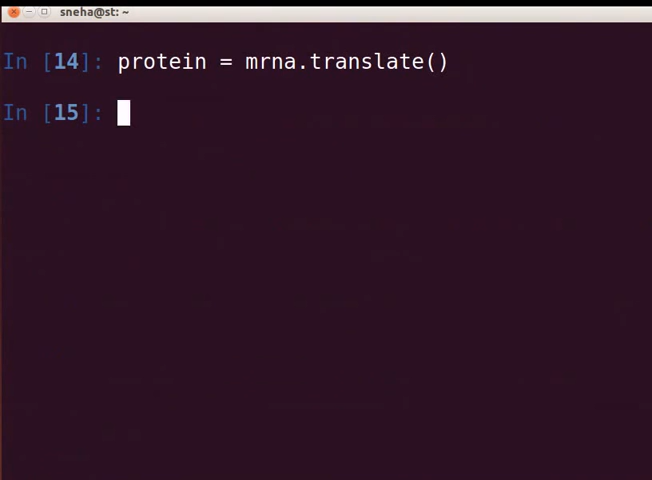 sneha@st: ~
In [14]: protein = mrna.translate()
In [15]: